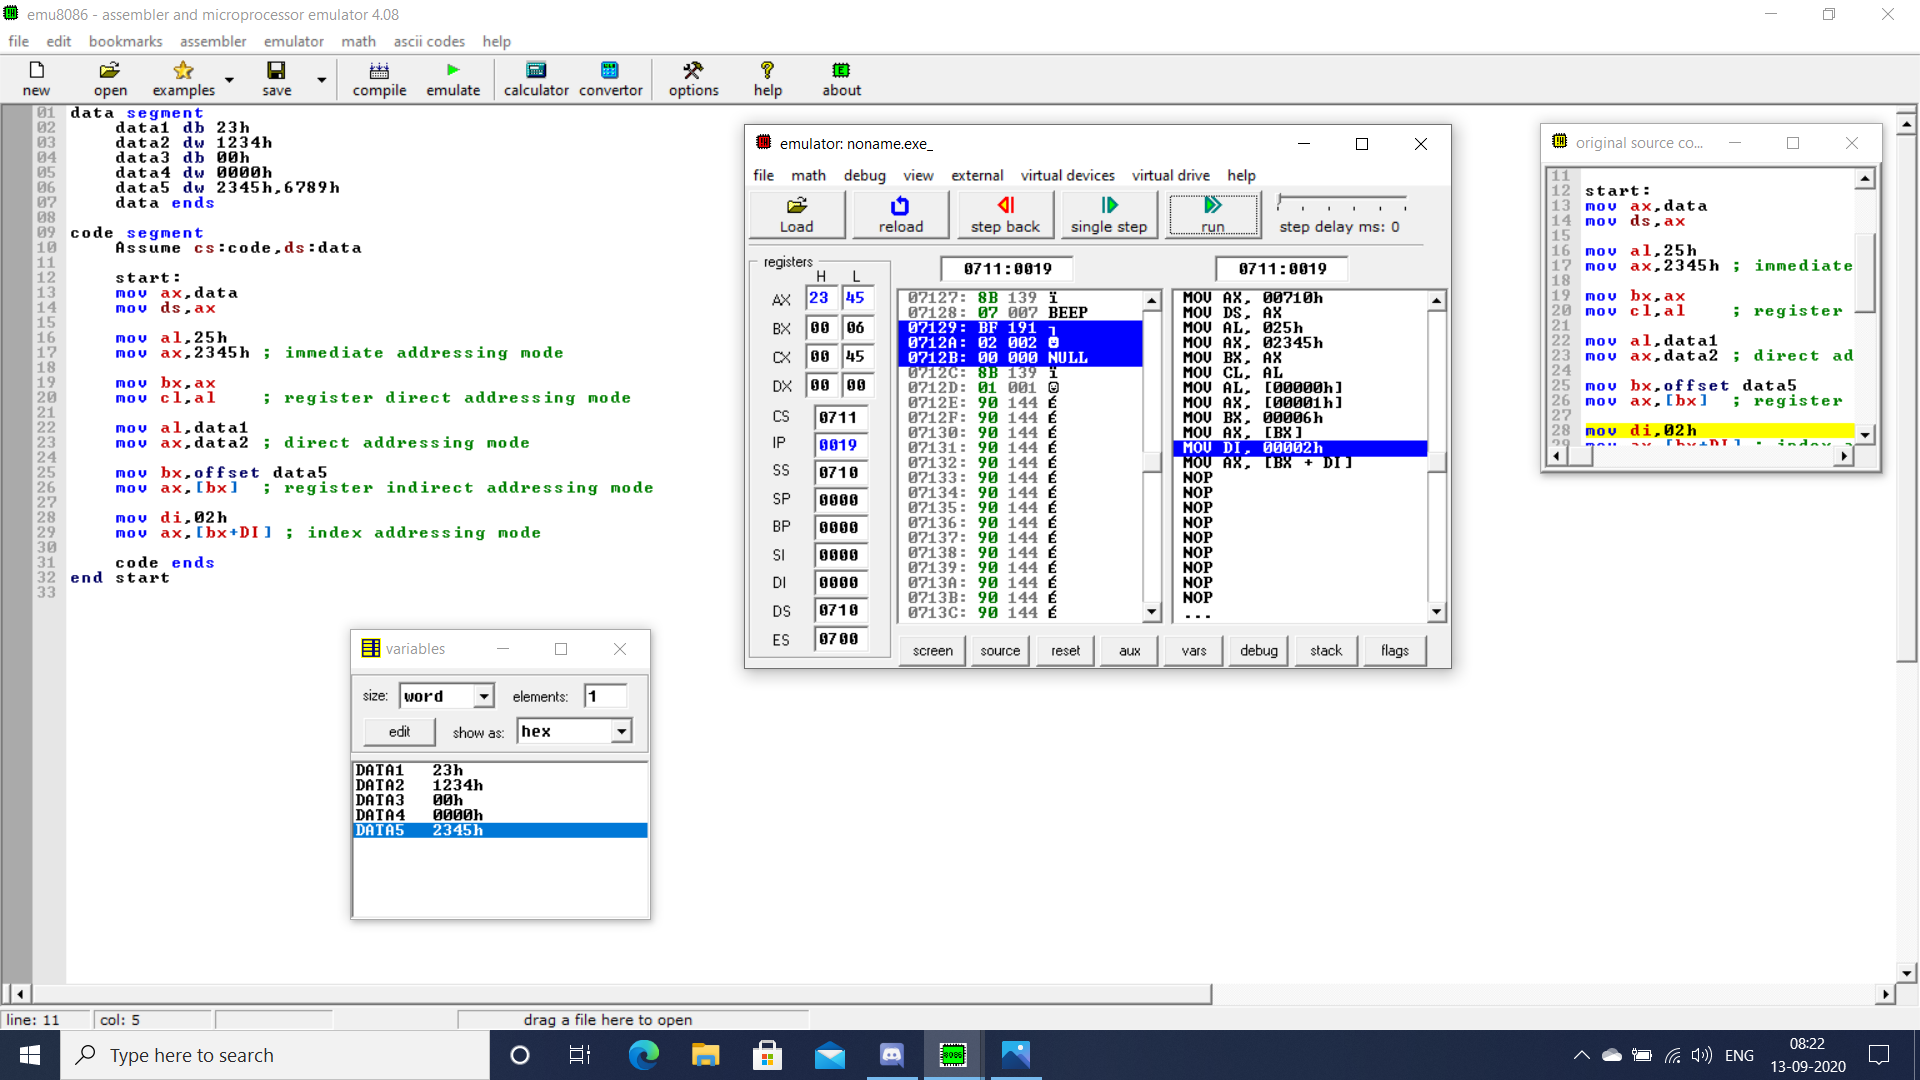 emu8086 - assembler and microprocessor emulator 4.08
file edit bookmarks assembler emulator math ascii codes help
new open examples save compile emulate calculator convertor options help about
01 data segment
02 data1 db 23h
03 data2 dw 1234h
04 data3 db 00h
05 data4 dw 0000h
06 data5 dw 2345h,6789h
07 data ends
08
09 code segment
10 Assume cs:code,ds:data
11
12 start:
13 mov ax,data
14 mov ds,ax
15
16 mov al,25h
17 mov ax,2345h ; immediate addressing mode
18
19 mov bx,ax
20 mov cl,al ; register direct addressing mode
21
22 mov al,data1
23 mov ax,data2 ; direct addressing mode
24
25 mov bx,offset data5
26 mov ax,[bx] ; register indirect addressing mode
27
28 mov di,02h
29 mov ax,[bx+DI] ; index addressing mode
30
31 code ends
32 end start
33
emulator: noname.exe_
file math debug view external virtual devices virtual drive help
Load reload step back single step run step delay ms: 0
registers
H L
AX 23 45
BX 00 06
CX 00 45
DX 00 00
CS 0711
IP 0019
SS 0710
SP 0000
BP 0000
SI 0000
DI 0000
DS 0710
ES 0700
0711:0019
07127: 8B 139 ï
07128: 07 007 BEEP
07129: BF 191 ┐
0712A: 02 002 ☻
0712B: 00 000 NULL
0712C: 8B 139 ï
0712D: 01 001 ☺
0712E: 90 144 É
0712F: 90 144 É
07130: 90 144 É
07131: 90 144 É
07132: 90 144 É
07133: 90 144 É
07134: 90 144 É
07135: 90 144 É
07136: 90 144 É
07137: 90 144 É
07138: 90 144 É
07139: 90 144 É
0713A: 90 144 É
0713B: 90 144 É
0713C: 90 144 É
0711:0019
MOV AX, 00710h
MOV DS, AX
MOV AL, 025h
MOV AX, 02345h
MOV BX, AX
MOV CL, AL
MOV AL, [00000h]
MOV AX, [00001h]
MOV BX, 00006h
MOV AX, [BX]
MOV DI, 00002h
MOV AX, [BX + DI]
NOP
NOP
NOP
NOP
NOP
NOP
NOP
NOP
NOP
...
screen source reset aux vars debug stack flags
original source co...
11
12 start:
13 mov ax,data
14 mov ds,ax
15
16 mov al,25h
17 mov ax,2345h ; immediate
18
19 mov bx,ax
20 mov cl,al ; register
21
22 mov al,data1
23 mov ax,data2 ; direct ad
24
25 mov bx,offset data5
26 mov ax,[bx] ; register
27
28 mov di,02h
29 mov ax,[bx+DI] ; index a
variables
size: word elements: 1
edit show as: hex
DATA1 23h
DATA2 1234h
DATA3 00h
DATA4 0000h
DATA5 2345h
line: 11 col: 5 drag a file here to open
Type here to search
8086
ENG
08:22
13-09-2020